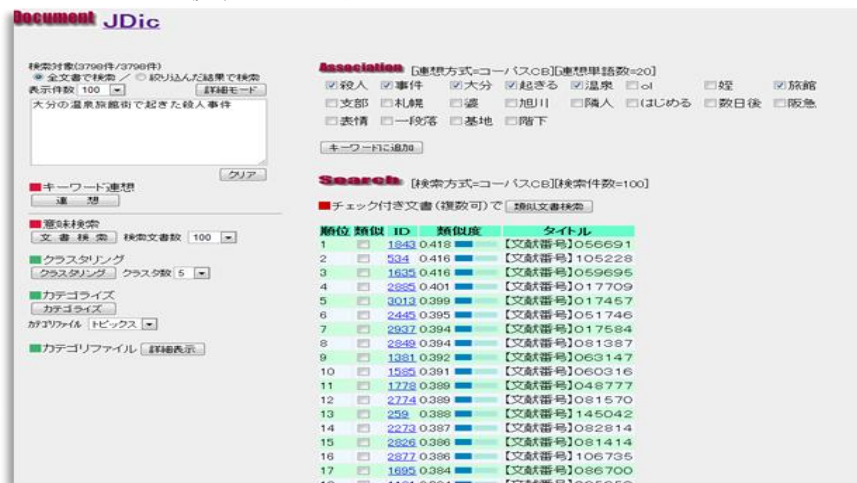 Document JDic
検索対象(3798件/3798件)
全文書で検索 / 絞り込んだ結果で検索
表示件数 100 詳細モード
大分の温泉旅館街で起きた殺人事件
クリア
■キーワード連想
連 想
■意味検索
文 書 検 索 検索文書数 100
■クラスタリング
クラスタリング クラスタ数 5
■カテゴライズ
カテゴライズ
カテゴリファイル トピックス
■カテゴリファイル 詳細表示
Association [連想方式=コーパスCB][連想単語数=20]
殺人 事件 大分 起きる 温泉 ol 姪 旅館
支部 札幌 婆 旭川 隣人 はじめる 数日後 阪急
表情 一段落 基地 階下
キーワードに追加
Search [検索方式=コーパスCB][検索件数=100]
■チェック付き文書(複数可)で 類似文書検索
順位 類似 ID 類似度 タイトル
1 1843 0.418 【文献番号】056691
2 534 0.416 【文献番号】105228
3 1635 0.416 【文献番号】059695
4 2885 0.401 【文献番号】017709
5 3013 0.399 【文献番号】017457
6 2445 0.395 【文献番号】051746
7 2937 0.394 【文献番号】017584
8 2849 0.394 【文献番号】081387
9 1381 0.392 【文献番号】063147
10 1585 0.391 【文献番号】060316
11 1778 0.389 【文献番号】048777
12 2774 0.389 【文献番号】081570
13 259 0.388 【文献番号】145042
14 2273 0.387 【文献番号】082814
15 2826 0.386 【文献番号】081414
16 2877 0.386 【文献番号】106735
17 1695 0.384 【文献番号】086700